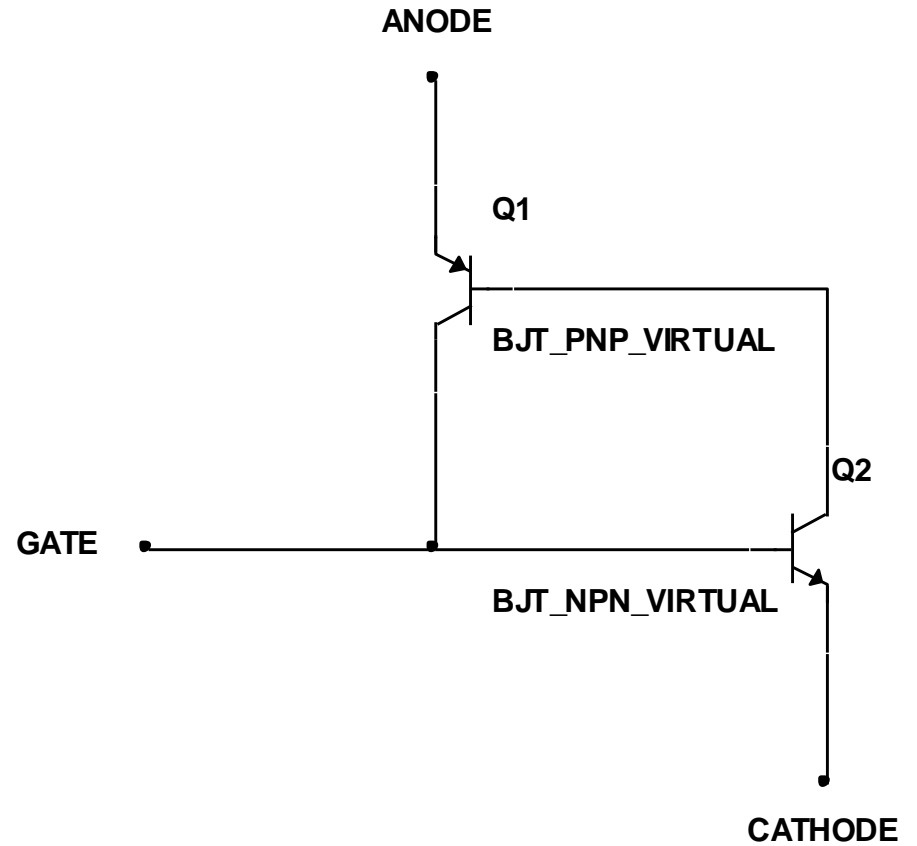 ANODE
Q1
BJT_PNP_VIRTUAL
Q2
GATE
BJT_NPN_VIRTUAL
CATHODE